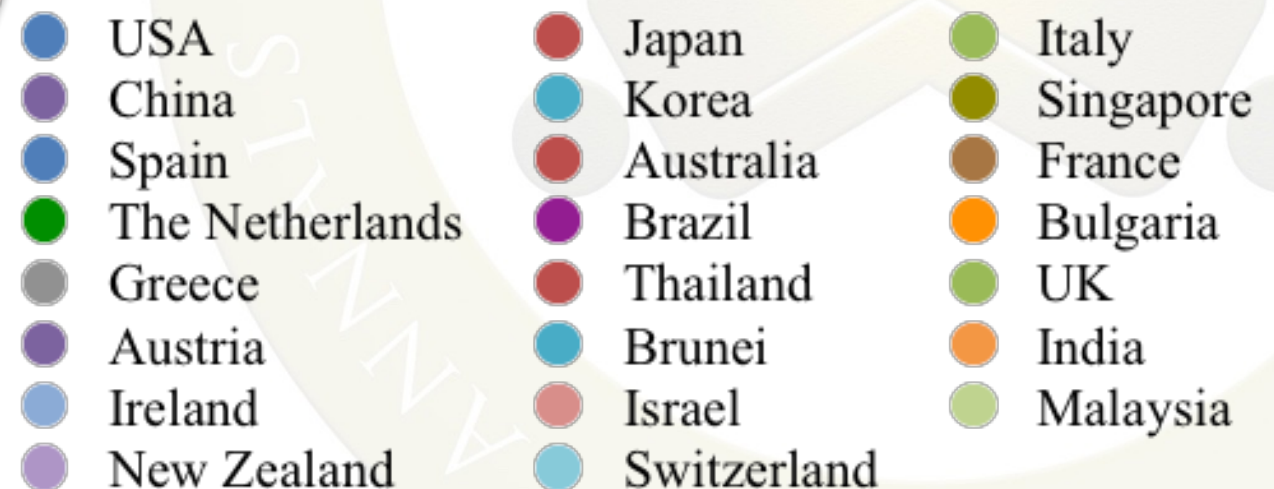 USA Japan Italy
China Korea Singapore
Spain Australia France
The Netherlands Brazil Bulgaria
Greece Thailand UK
Austria Brunei India
Ireland Israel Malaysia
New Zealand Switzerland